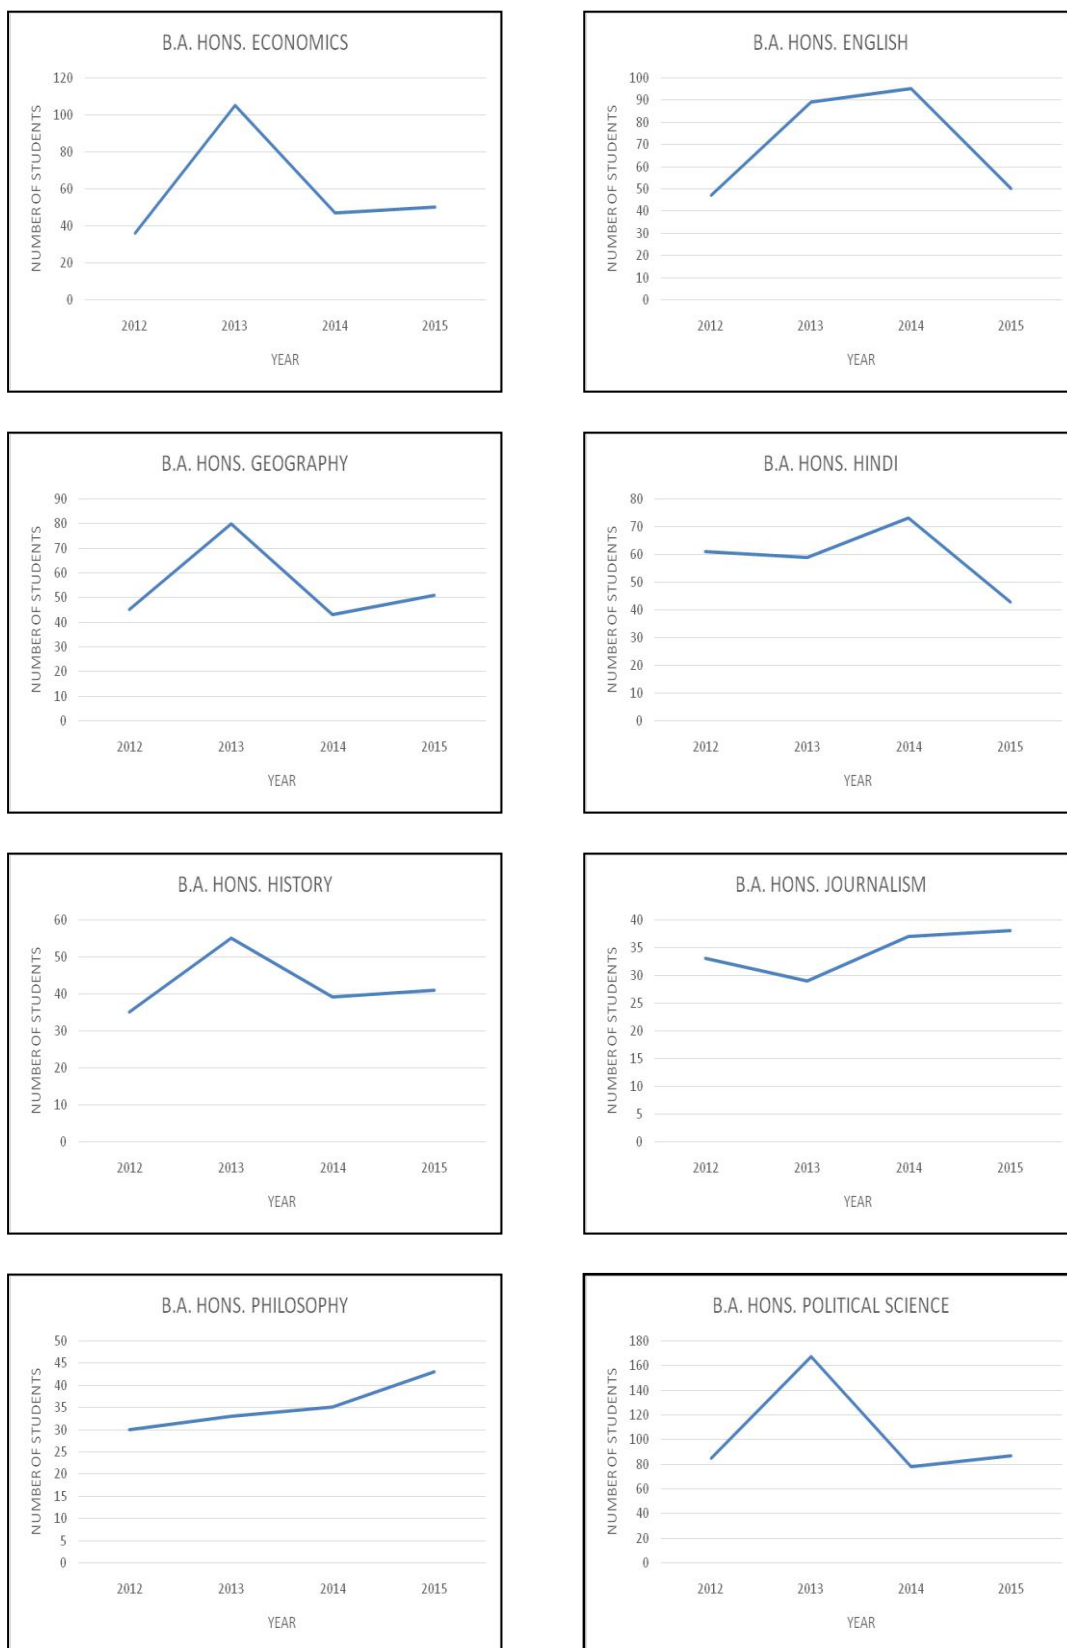 B.A. HONS. ECONOMICS
NUMBER OF STUDENTS
120
100
80
60
40
20
0
2012 2013 2014 2015
YEAR
B.A. HONS. ENGLISH
NUMBER OF STUDENTS
100
90
80
70
60
50
40
30
20
10
0
2012 2013 2014 2015
YEAR
B.A. HONS. GEOGRAPHY
NUMBER OF STUDENTS
90
80
70
60
50
40
30
20
10
0
2012 2013 2014 2015
YEAR
B.A. HONS. HINDI
NUMBER OF STUDENTS
80
70
60
50
40
30
20
10
0
2012 2013 2014 2015
YEAR
B.A. HONS. HISTORY
NUMBER OF STUDENTS
60
50
40
30
20
10
0
2012 2013 2014 2015
YEAR
B.A. HONS. JOURNALISM
NUMBER OF STUDENTS
40
35
30
25
20
15
10
5
0
2012 2013 2014 2015
YEAR
B.A. HONS. PHILOSOPHY
NUMBER OF STUDENTS
50
45
40
35
30
25
20
15
10
5
0
2012 2013 2014 2015
YEAR
B.A. HONS. POLITICAL SCIENCE
NUMBER OF STUDENTS
180
160
140
120
100
80
60
40
20
0
2012 2013 2014 2015
YEAR